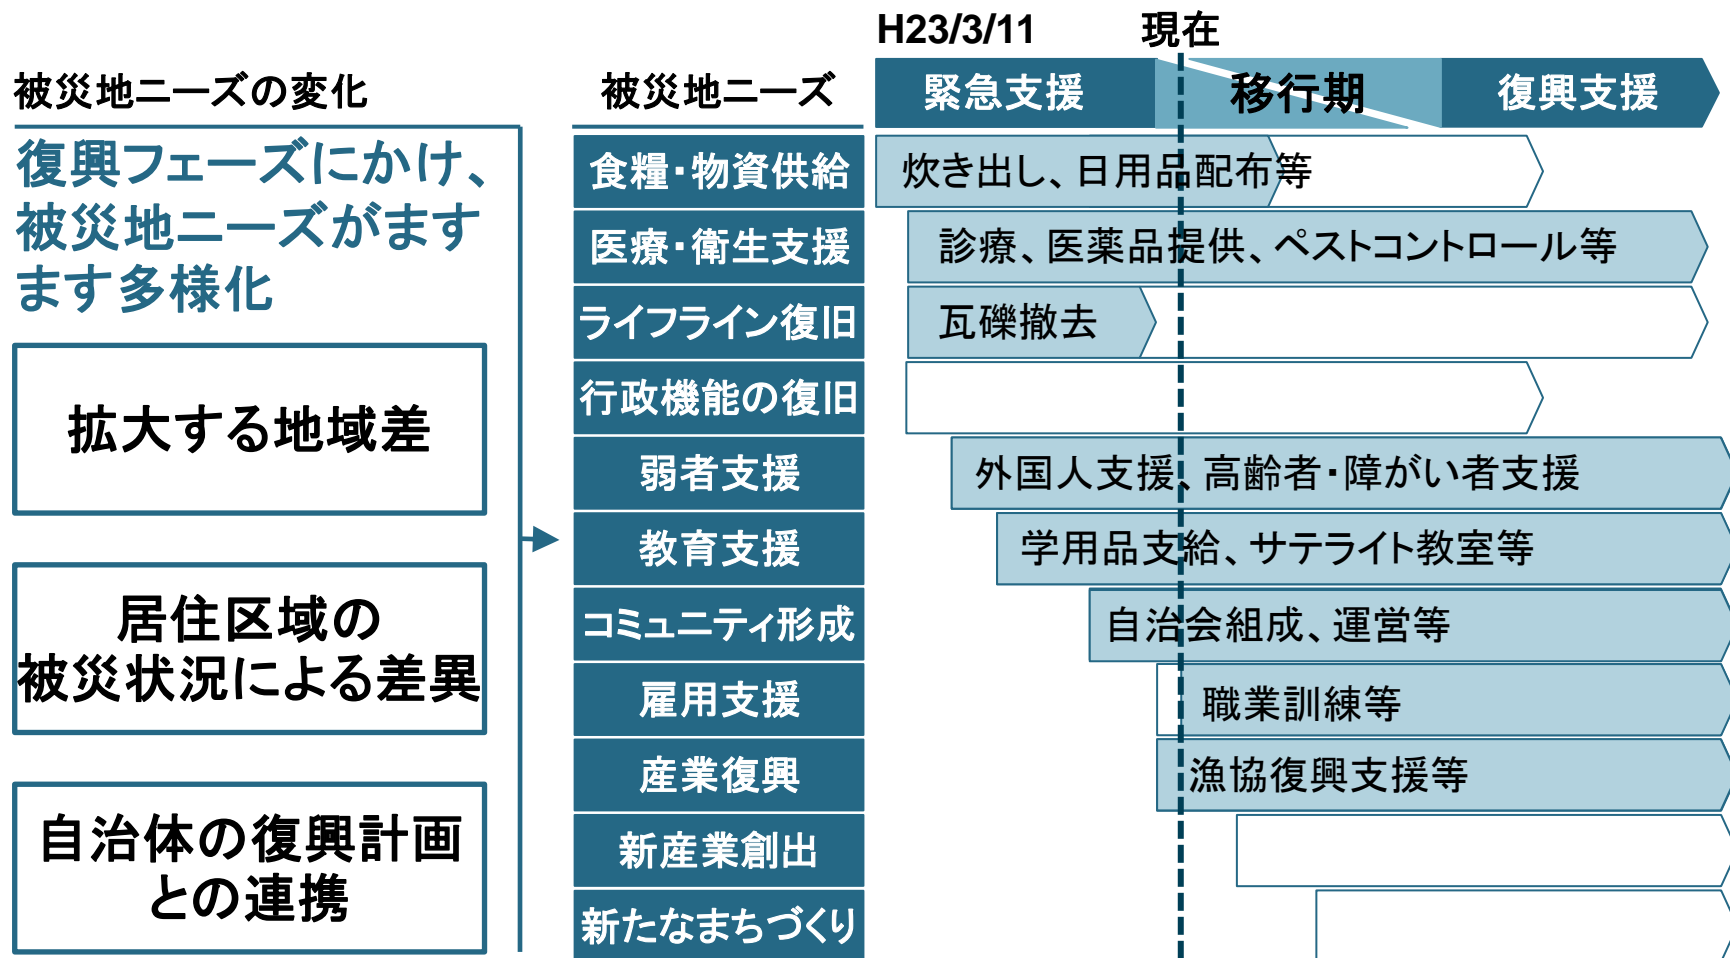 H23/3/11
現在
被災地ニーズの変化
被災地ニーズ
緊急支援
移行期
復興支援
復興フェーズにかけ、
被災地ニーズがます
ます多様化
拡大する地域差
居住区域の
被災状況による差異
自治体の復興計画
との連携
食糧・物資供給
炊き出し、日用品配布等
医療・衛生支援
診療、医薬品提供、ペストコントロール等
ライフライン復旧
瓦礫撤去
行政機能の復旧
弱者支援
外国人支援、高齢者・障がい者支援
教育支援
学用品支給、サテライト教室等
コミュニティ形成
自治会組成、運営等
雇用支援
職業訓練等
産業復興
漁協復興支援等
新産業創出
新たなまちづくり